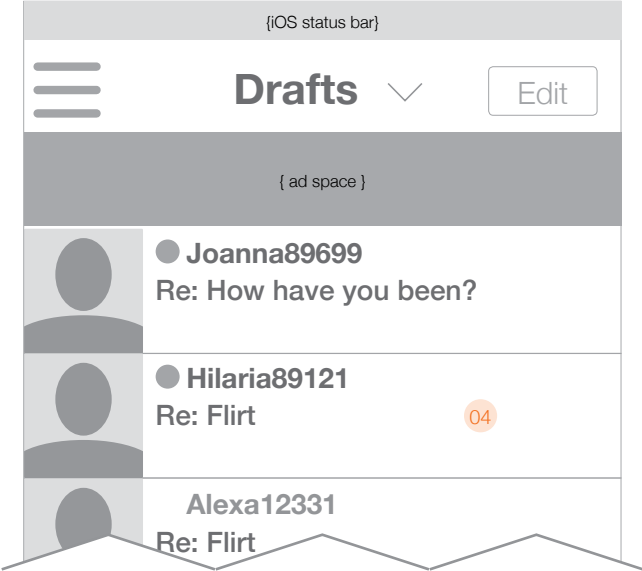 {iOS status bar}
Drafts Edit
{ ad space }
Joanna89699
Re: How have you been?
Hilaria89121
Re: Flirt 04
Alexa12331
Re: Flirt